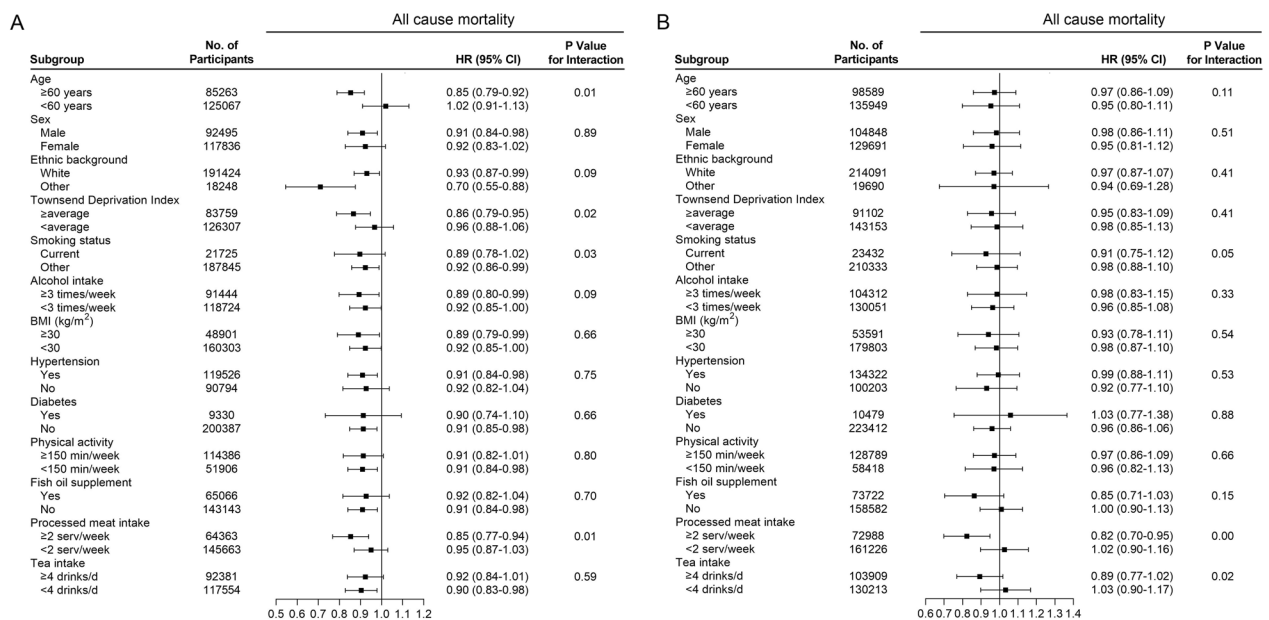 A
All cause mortality
Subgroup No. of Participants HR (95% CI) P Value for Interaction
Age
≥60 years 85263 0.85 (0.79-0.92) 0.01
<60 years 125067 1.02 (0.91-1.13)
Sex
Male 92495 0.91 (0.84-0.98) 0.89
Female 117836 0.92 (0.83-1.02)
Ethnic background
White 191424 0.93 (0.87-0.99) 0.09
Other 18248 0.70 (0.55-0.88)
Townsend Deprivation Index
≥average 83759 0.86 (0.79-0.95) 0.02
<average 126307 0.96 (0.88-1.06)
Smoking status
Current 21725 0.89 (0.78-1.02) 0.03
Other 187845 0.92 (0.86-0.99)
Alcohol intake
≥3 times/week 91444 0.89 (0.80-0.99) 0.09
<3 times/week 118724 0.92 (0.85-1.00)
BMI (kg/m²)
≥30 48901 0.89 (0.79-0.99) 0.66
<30 160303 0.92 (0.85-1.00)
Hypertension
Yes 119526 0.91 (0.84-0.98) 0.75
No 90794 0.92 (0.82-1.04)
Diabetes
Yes 9330 0.90 (0.74-1.10) 0.66
No 200387 0.91 (0.85-0.98)
Physical activity
≥150 min/week 114386 0.91 (0.82-1.01) 0.80
<150 min/week 51906 0.91 (0.84-0.98)
Fish oil supplement
Yes 65066 0.92 (0.82-1.04) 0.70
No 143143 0.91 (0.84-0.98)
Processed meat intake
≥2 serv/week 64363 0.85 (0.77-0.94) 0.01
<2 serv/week 145663 0.95 (0.87-1.03)
Tea intake
≥4 drinks/d 92381 0.92 (0.84-1.01) 0.59
<4 drinks/d 117554 0.90 (0.83-0.98)
0.5 0.6 0.7 0.8 0.9 1.0 1.1 1.2
B
All cause mortality
Subgroup No. of Participants HR (95% CI) P Value for Interaction
Age
≥60 years 98589 0.97 (0.86-1.09) 0.11
<60 years 135949 0.95 (0.80-1.11)
Sex
Male 104848 0.98 (0.86-1.11) 0.51
Female 129691 0.95 (0.81-1.12)
Ethnic background
White 214091 0.97 (0.87-1.07) 0.41
Other 19690 0.94 (0.69-1.28)
Townsend Deprivation Index
≥average 91102 0.95 (0.83-1.09) 0.41
<average 143153 0.98 (0.85-1.13)
Smoking status
Current 23432 0.91 (0.75-1.12) 0.05
Other 210333 0.98 (0.88-1.10)
Alcohol intake
≥3 times/week 104312 0.98 (0.83-1.15) 0.33
<3 times/week 130051 0.96 (0.85-1.08)
BMI (kg/m²)
≥30 53591 0.93 (0.78-1.11) 0.54
<30 179803 0.98 (0.87-1.10)
Hypertension
Yes 134322 0.99 (0.88-1.11) 0.53
No 100203 0.92 (0.77-1.10)
Diabetes
Yes 10479 1.03 (0.77-1.38) 0.88
No 223412 0.96 (0.86-1.06)
Physical activity
≥150 min/week 128789 0.97 (0.86-1.09) 0.66
<150 min/week 58418 0.96 (0.82-1.13)
Fish oil supplement
Yes 73722 0.85 (0.71-1.03) 0.15
No 158582 1.00 (0.90-1.13)
Processed meat intake
≥2 serv/week 72988 0.82 (0.70-0.95) 0.00
<2 serv/week 161226 1.02 (0.90-1.16)
Tea intake
≥4 drinks/d 103909 0.89 (0.77-1.02) 0.02
<4 drinks/d 130213 1.03 (0.90-1.17)
0.6 0.7 0.8 0.9 1.0 1.1 1.2 1.3 1.4